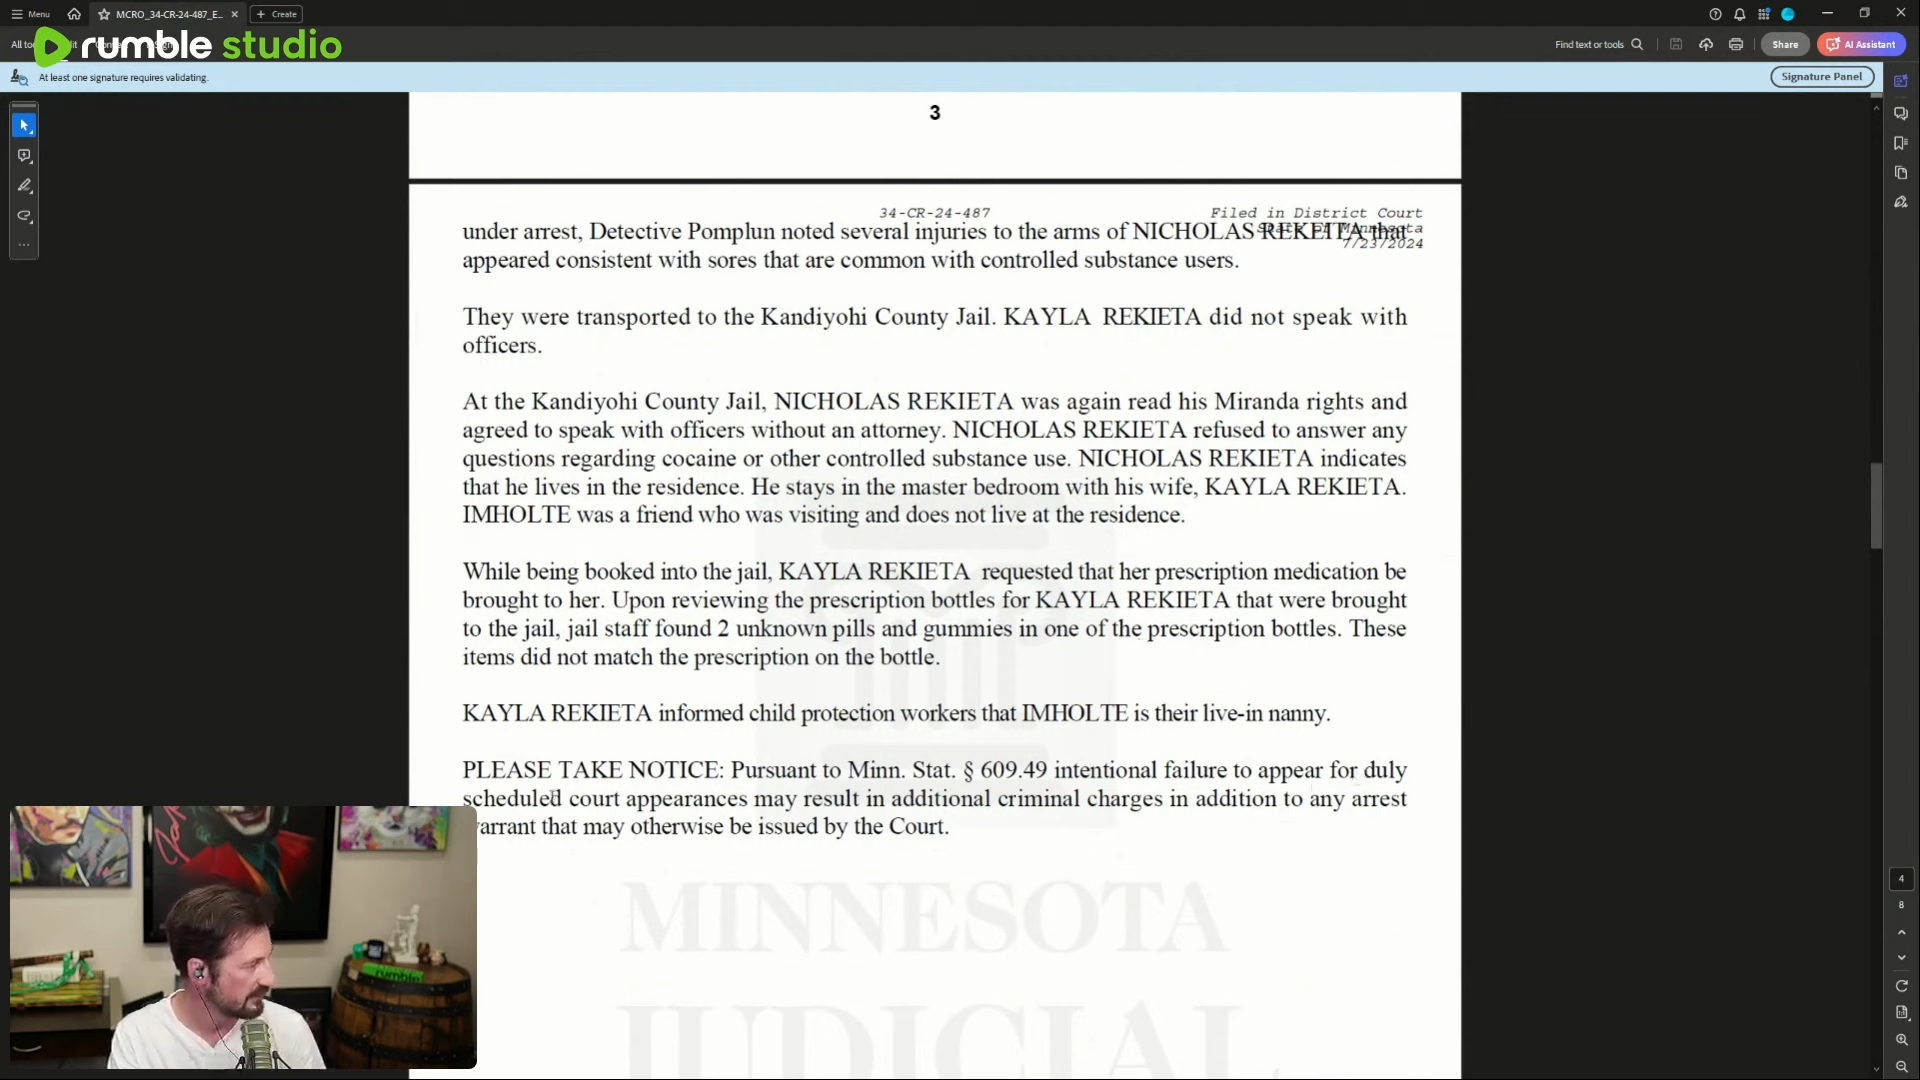 Menu
MCRO_34-CR-24-487_E...
Create
rumble studio
Find text or tools
Share
AI Assistant
At least one signature requires validating.
Signature Panel
3
34-CR-24-487
Filed in District Court
State of Minnesota
7/23/2024
under arrest, Detective Pomplun noted several injuries to the arms of NICHOLAS REKEITA that
appeared consistent with sores that are common with controlled substance users.
They were transported to the Kandiyohi County Jail. KAYLA REKIETA did not speak with
officers.
At the Kandiyohi County Jail, NICHOLAS REKIETA was again read his Miranda rights and
agreed to speak with officers without an attorney. NICHOLAS REKIETA refused to answer any
questions regarding cocaine or other controlled substance use. NICHOLAS REKIETA indicates
that he lives in the residence. He stays in the master bedroom with his wife, KAYLA REKIETA.
IMHOLTE was a friend who was visiting and does not live at the residence.
While being booked into the jail, KAYLA REKIETA requested that her prescription medication be
brought to her. Upon reviewing the prescription bottles for KAYLA REKIETA that were brought
to the jail, jail staff found 2 unknown pills and gummies in one of the prescription bottles. These
items did not match the prescription on the bottle.
KAYLA REKIETA informed child protection workers that IMHOLTE is their live-in nanny.
PLEASE TAKE NOTICE: Pursuant to Minn. Stat. § 609.49 intentional failure to appear for duly
scheduled court appearances may result in additional criminal charges in addition to any arrest
warrant that may otherwise be issued by the Court.
MINNESOTA
JUDICIAL
4
8
rumble